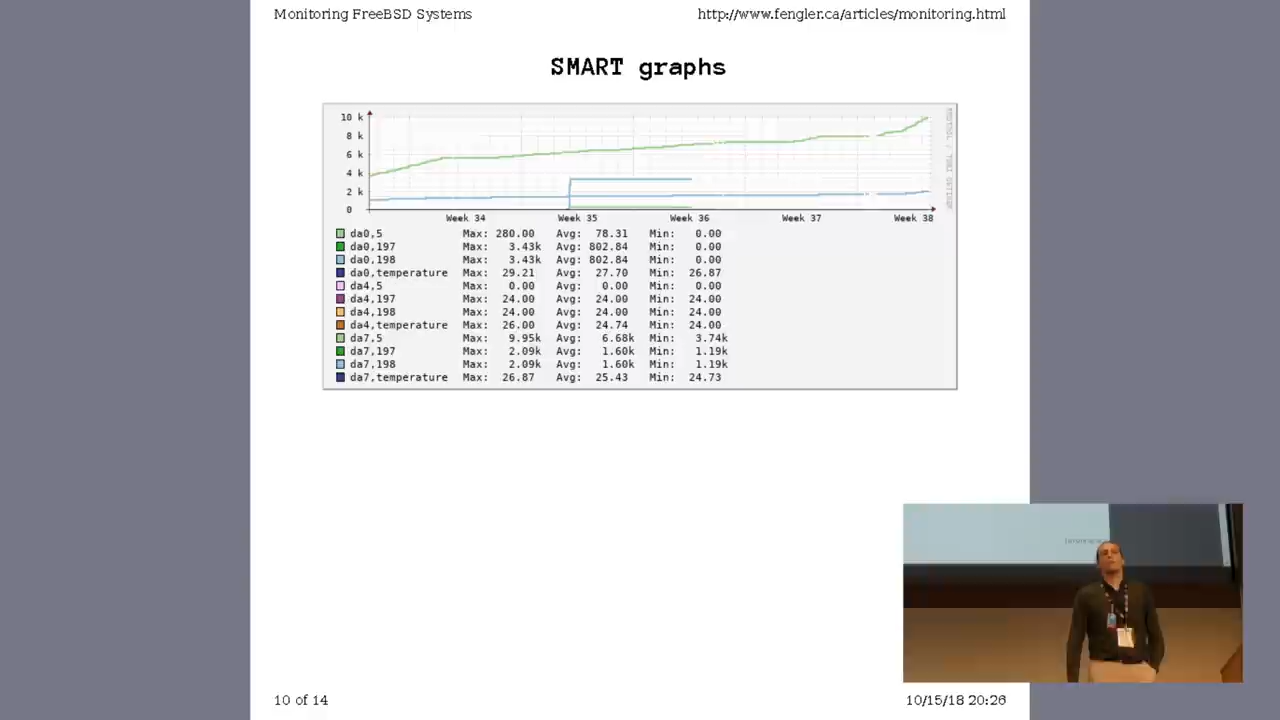 Monitoring FreeBSD Systems http://www.fengler.ca/articles/monitoring.html
SMART graphs
10 k
8 k
6 k
4 k
2 k
0
Week 34 Week 35 Week 36 Week 37 Week 38
da0,5 Max: 280.00 Avg: 78.31 Min: 0.00
da0,197 Max: 3.43k Avg: 802.84 Min: 0.00
da0,198 Max: 3.43k Avg: 802.84 Min: 0.00
da0,temperature Max: 29.21 Avg: 27.70 Min: 26.87
da4,5 Max: 0.00 Avg: 0.00 Min: 0.00
da4,197 Max: 24.00 Avg: 24.00 Min: 24.00
da4,198 Max: 24.00 Avg: 24.00 Min: 24.00
da4,temperature Max: 26.00 Avg: 24.74 Min: 24.00
da7,5 Max: 9.95k Avg: 6.68k Min: 3.74k
da7,197 Max: 2.09k Avg: 1.60k Min: 1.19k
da7,198 Max: 2.09k Avg: 1.60k Min: 1.19k
da7,temperature Max: 26.87 Avg: 25.43 Min: 24.73
10 of 14 10/15/18 20:26